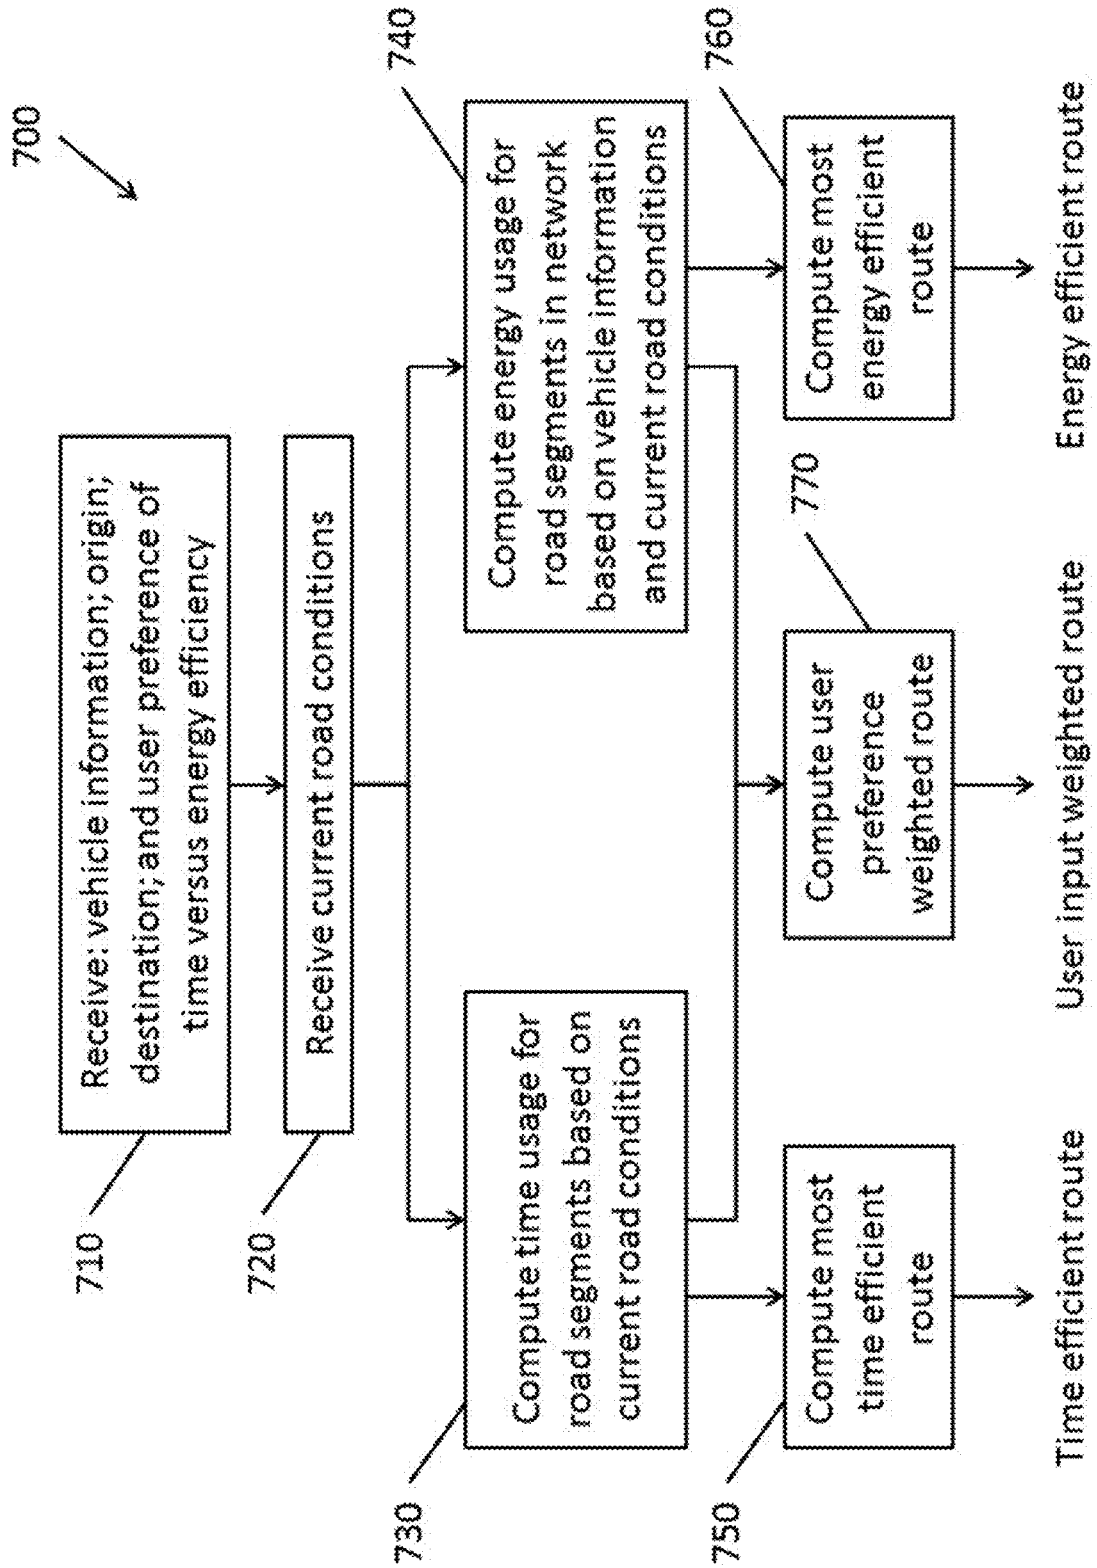 700
710
Receive: vehicle information; origin;
destination; and user preference of
time versus energy efficiency
720
Receive current road conditions
730
Compute time usage for
road segments based on
current road conditions
740
Compute energy usage for
road segments in network
based on vehicle information
and current road conditions
750
Compute most
time efficient
route
770
Compute user
preference
weighted route
760
Compute most
energy efficient
route
Time efficient route
User input weighted route
Energy efficient route